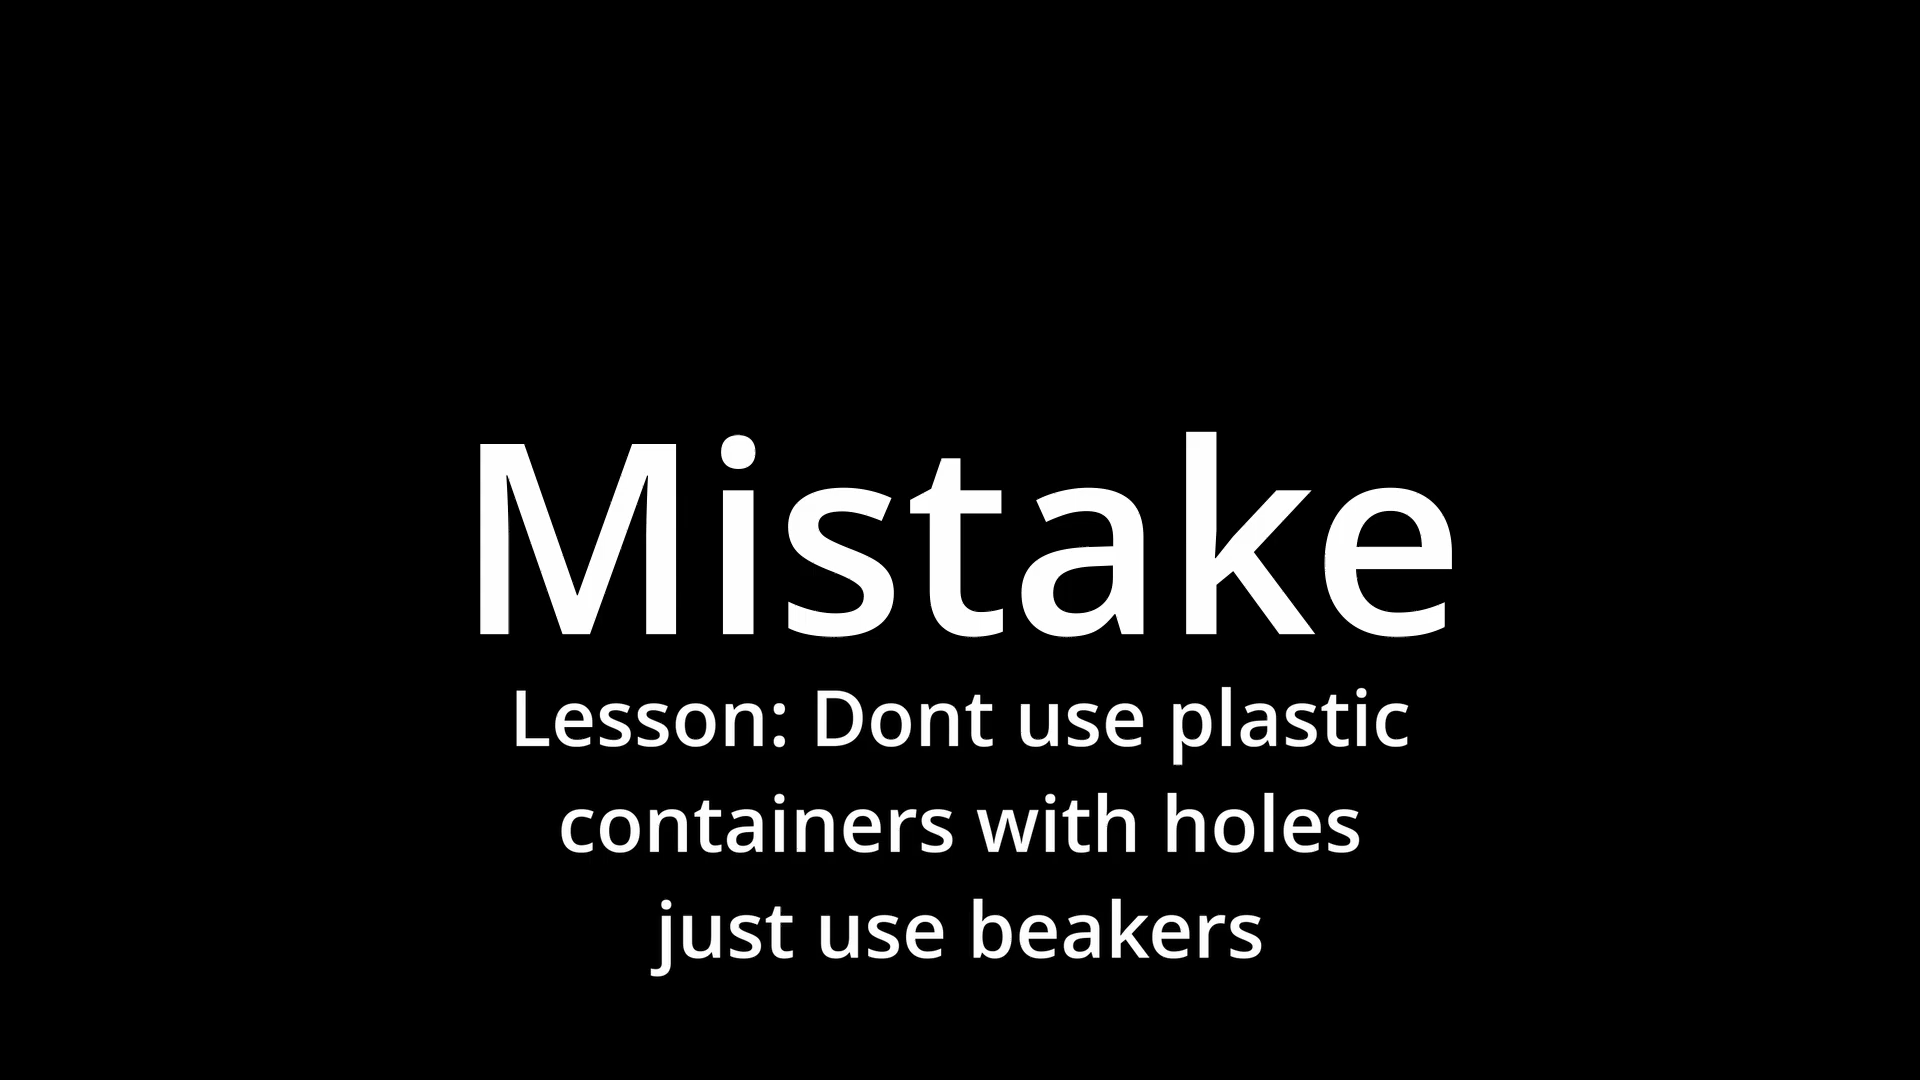 Mistake
Lesson: Dont use plastic
containers with holes
just use beakers